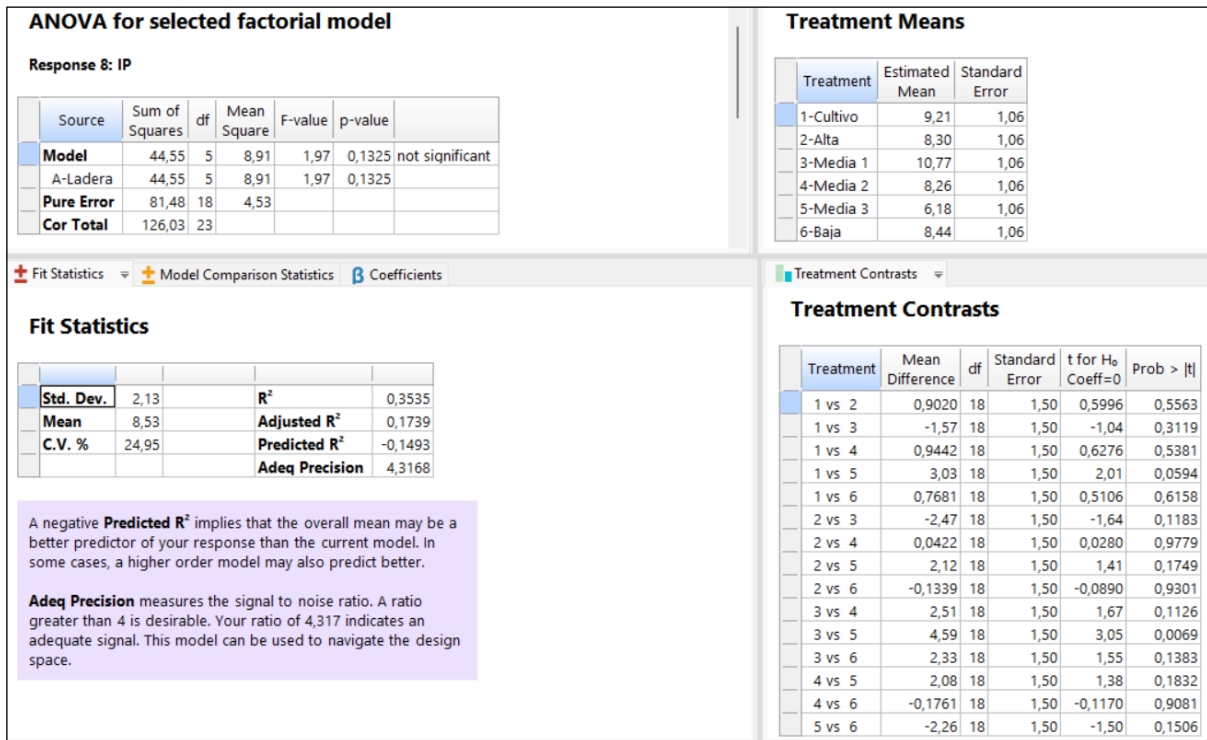 ANOVA for selected factorial model
Response 8: IP
Source Sum of Squares df Mean Square F-value p-value
Model 44,55 5 8,91 1,97 0,1325 not significant
A-Ladera 44,55 5 8,91 1,97 0,1325
Pure Error 81,48 18 4,53
Cor Total 126,03 23
Treatment Means
Treatment Estimated Mean Standard Error
1-Cultivo 9,21 1,06
2-Alta 8,30 1,06
3-Media 1 10,77 1,06
4-Media 2 8,26 1,06
5-Media 3 6,18 1,06
6-Baja 8,44 1,06
Fit Statistics Model Comparison Statistics β Coefficients
Fit Statistics
Std. Dev. 2,13 R² 0,3535
Mean 8,53 Adjusted R² 0,1739
C.V. % 24,95 Predicted R² -0,1493
Adeq Precision 4,3168
A negative Predicted R² implies that the overall mean may be a
better predictor of your response than the current model. In
some cases, a higher order model may also predict better.
Adeq Precision measures the signal to noise ratio. A ratio
greater than 4 is desirable. Your ratio of 4,317 indicates an
adequate signal. This model can be used to navigate the design
space.
Treatment Contrasts
Treatment Contrasts
Treatment Mean Difference df Standard Error t for H₀ Coeff=0 Prob > |t|
1 vs 2 0,9020 18 1,50 0,5996 0,5563
1 vs 3 -1,57 18 1,50 -1,04 0,3119
1 vs 4 0,9442 18 1,50 0,6276 0,5381
1 vs 5 3,03 18 1,50 2,01 0,0594
1 vs 6 0,7681 18 1,50 0,5106 0,6158
2 vs 3 -2,47 18 1,50 -1,64 0,1183
2 vs 4 0,0422 18 1,50 0,0280 0,9779
2 vs 5 2,12 18 1,50 1,41 0,1749
2 vs 6 -0,1339 18 1,50 -0,0890 0,9301
3 vs 4 2,51 18 1,50 1,67 0,1126
3 vs 5 4,59 18 1,50 3,05 0,0069
3 vs 6 2,33 18 1,50 1,55 0,1383
4 vs 5 2,08 18 1,50 1,38 0,1832
4 vs 6 -0,1761 18 1,50 -0,1170 0,9081
5 vs 6 -2,26 18 1,50 -1,50 0,1506